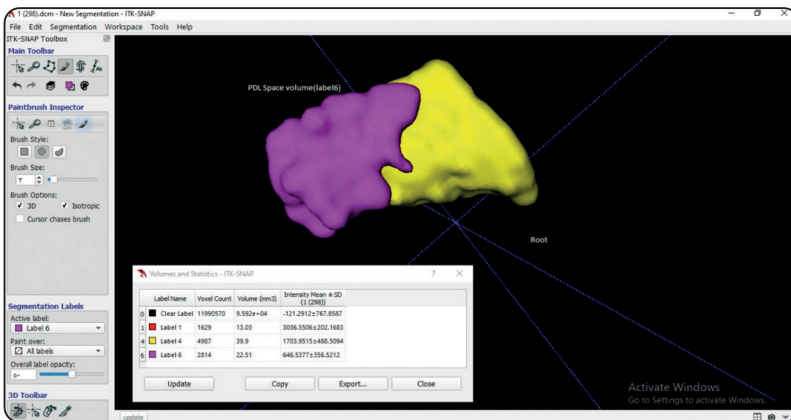 1 (298).dcm - New Segmentation - ITK-SNAP
File Edit Segmentation Workspace Tools Help
ITK-SNAP Toolbox
Main Toolbar
Paintbrush Inspector
Brush Style:
Brush Size:
Brush Options:
3D Isotropic
Cursor chases brush
Segmentation Labels
Active label:
Label 6
Paint over:
All labels
Overall label opacity:
3D Toolbar
PDL Space volume(label6)
Root
Volumes and Statistics - ITK-SNAP
Label Name Voxel Count Volume (mm3) Intensity Mean ± SD
(1 (298))
0 Clear Label 11990570 9.592e+04 -121.2912±767.8587
1 Label 1 1629 13.03 3036.5506±202.1683
4 Label 4 4987 39.9 1703.9515±488.5094
6 Label 6 2814 22.51 646.5377±356.5212
Update Copy Export... Close
Activate Windows
Go to Settings to activate Windows.
update